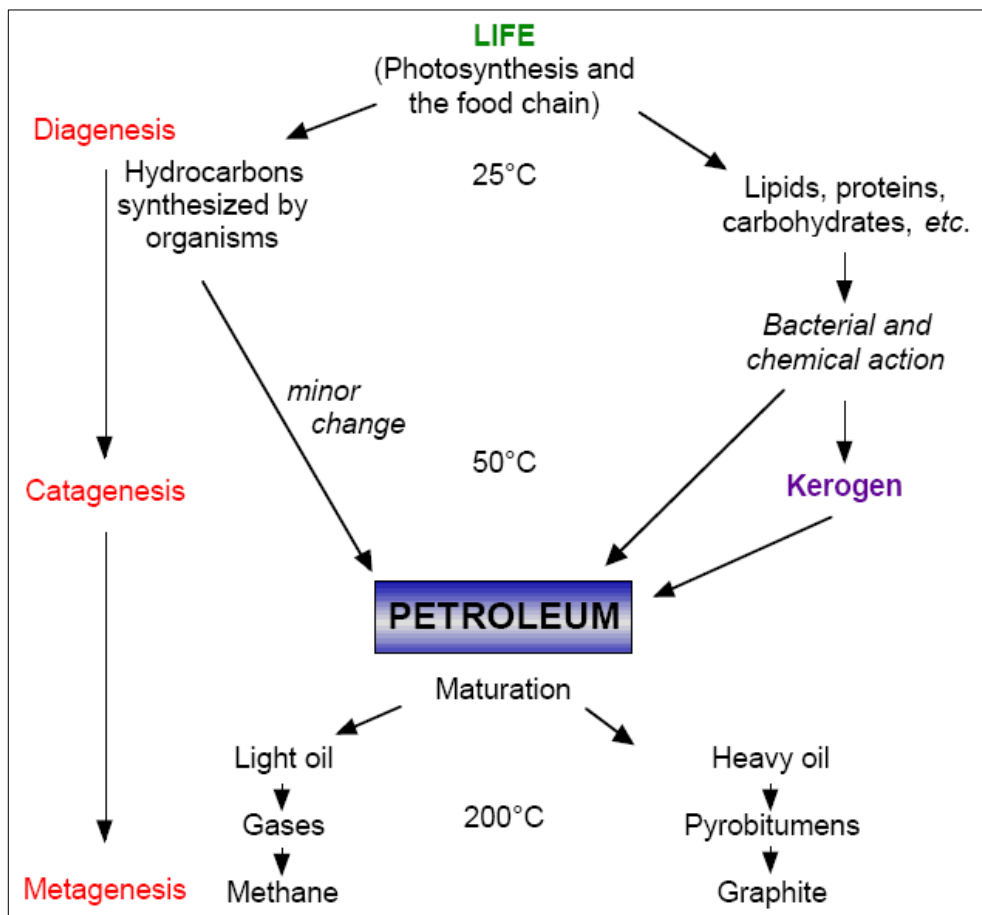 LIFE
(Photosynthesis and
the food chain)
Diagenesis
Hydrocarbons
synthesized by
organisms
25°C
Lipids, proteins,
carbohydrates, etc.
Bacterial and
chemical action
minor
change
50°C
Catagenesis
Kerogen
PETROLEUM
Maturation
Light oil
Heavy oil
Gases
200°C
Pyrobitumens
Metagenesis
Methane
Graphite